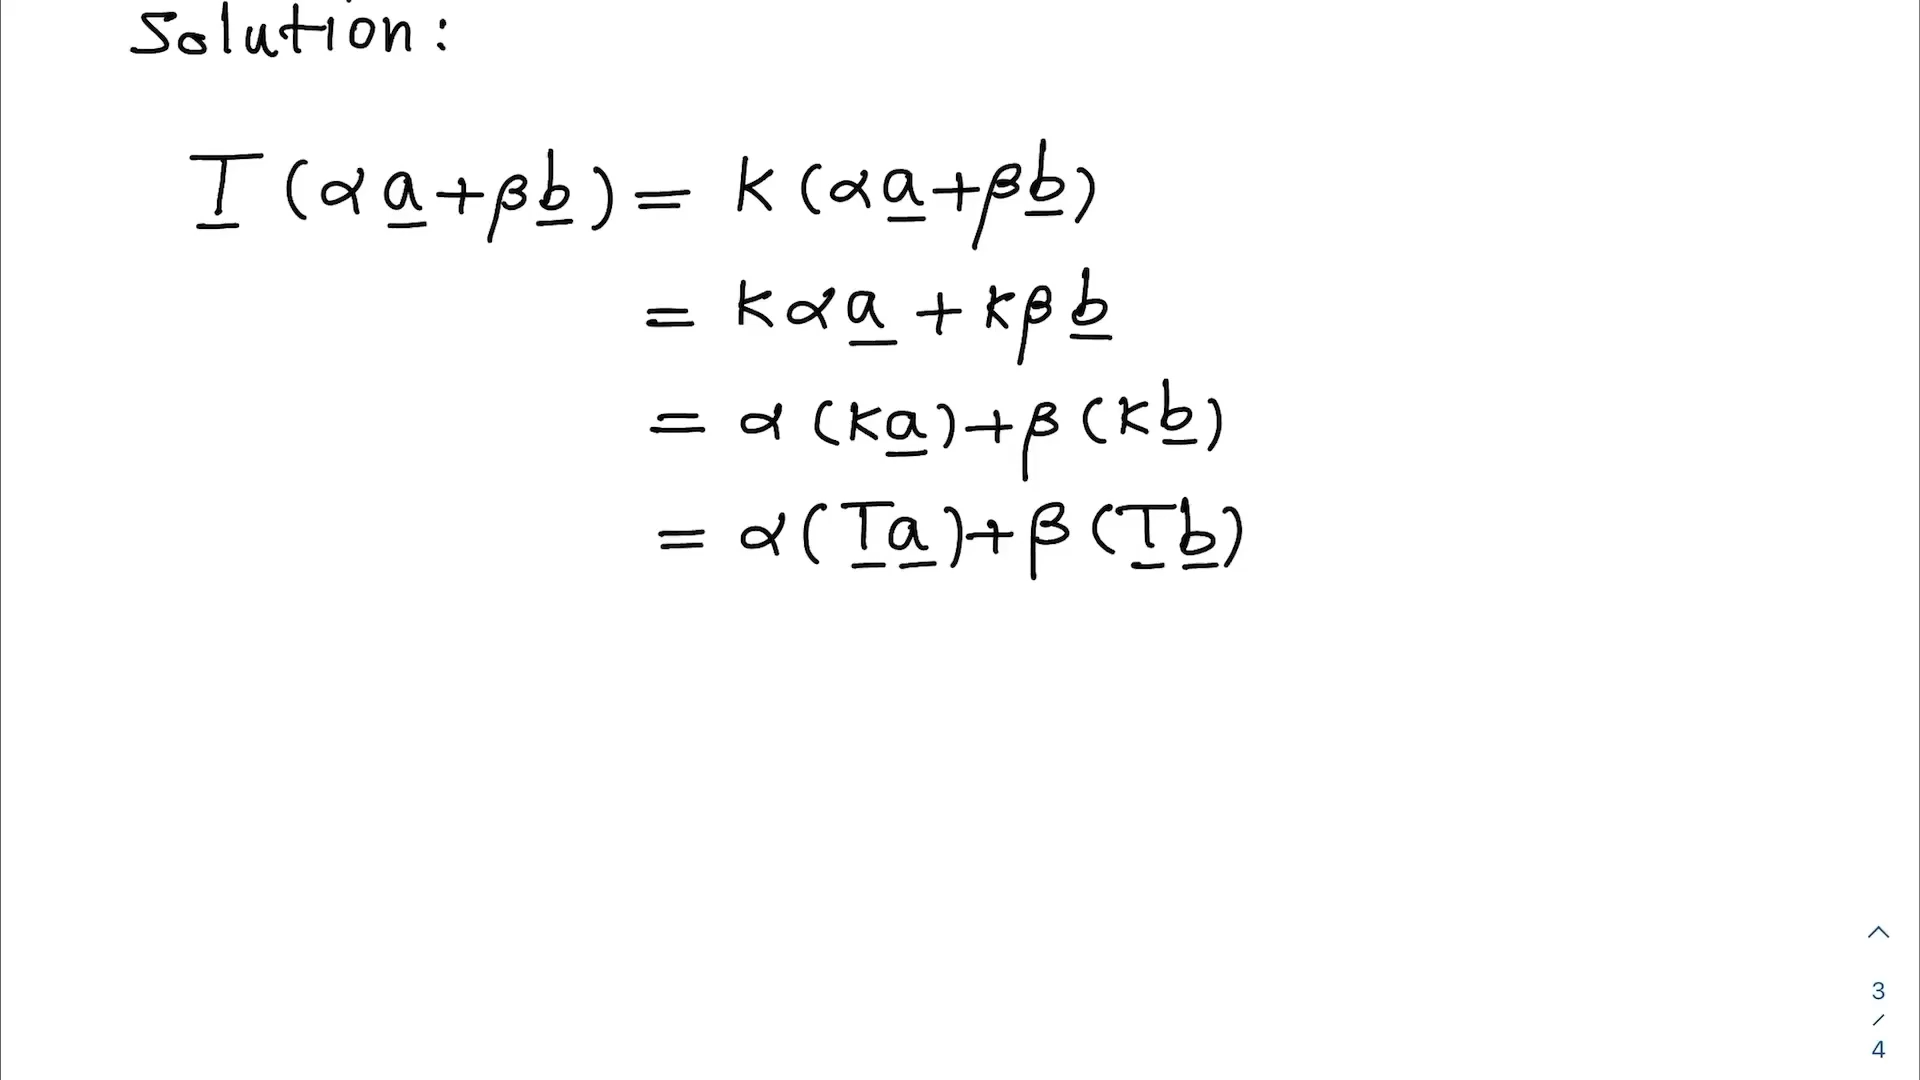 Solution:
T(αa+βb) = K(αa+βb)
= Kαa + Kβb
= α(Ka)+β(Kb)
= α(Ta)+β(Tb)
3
/
4